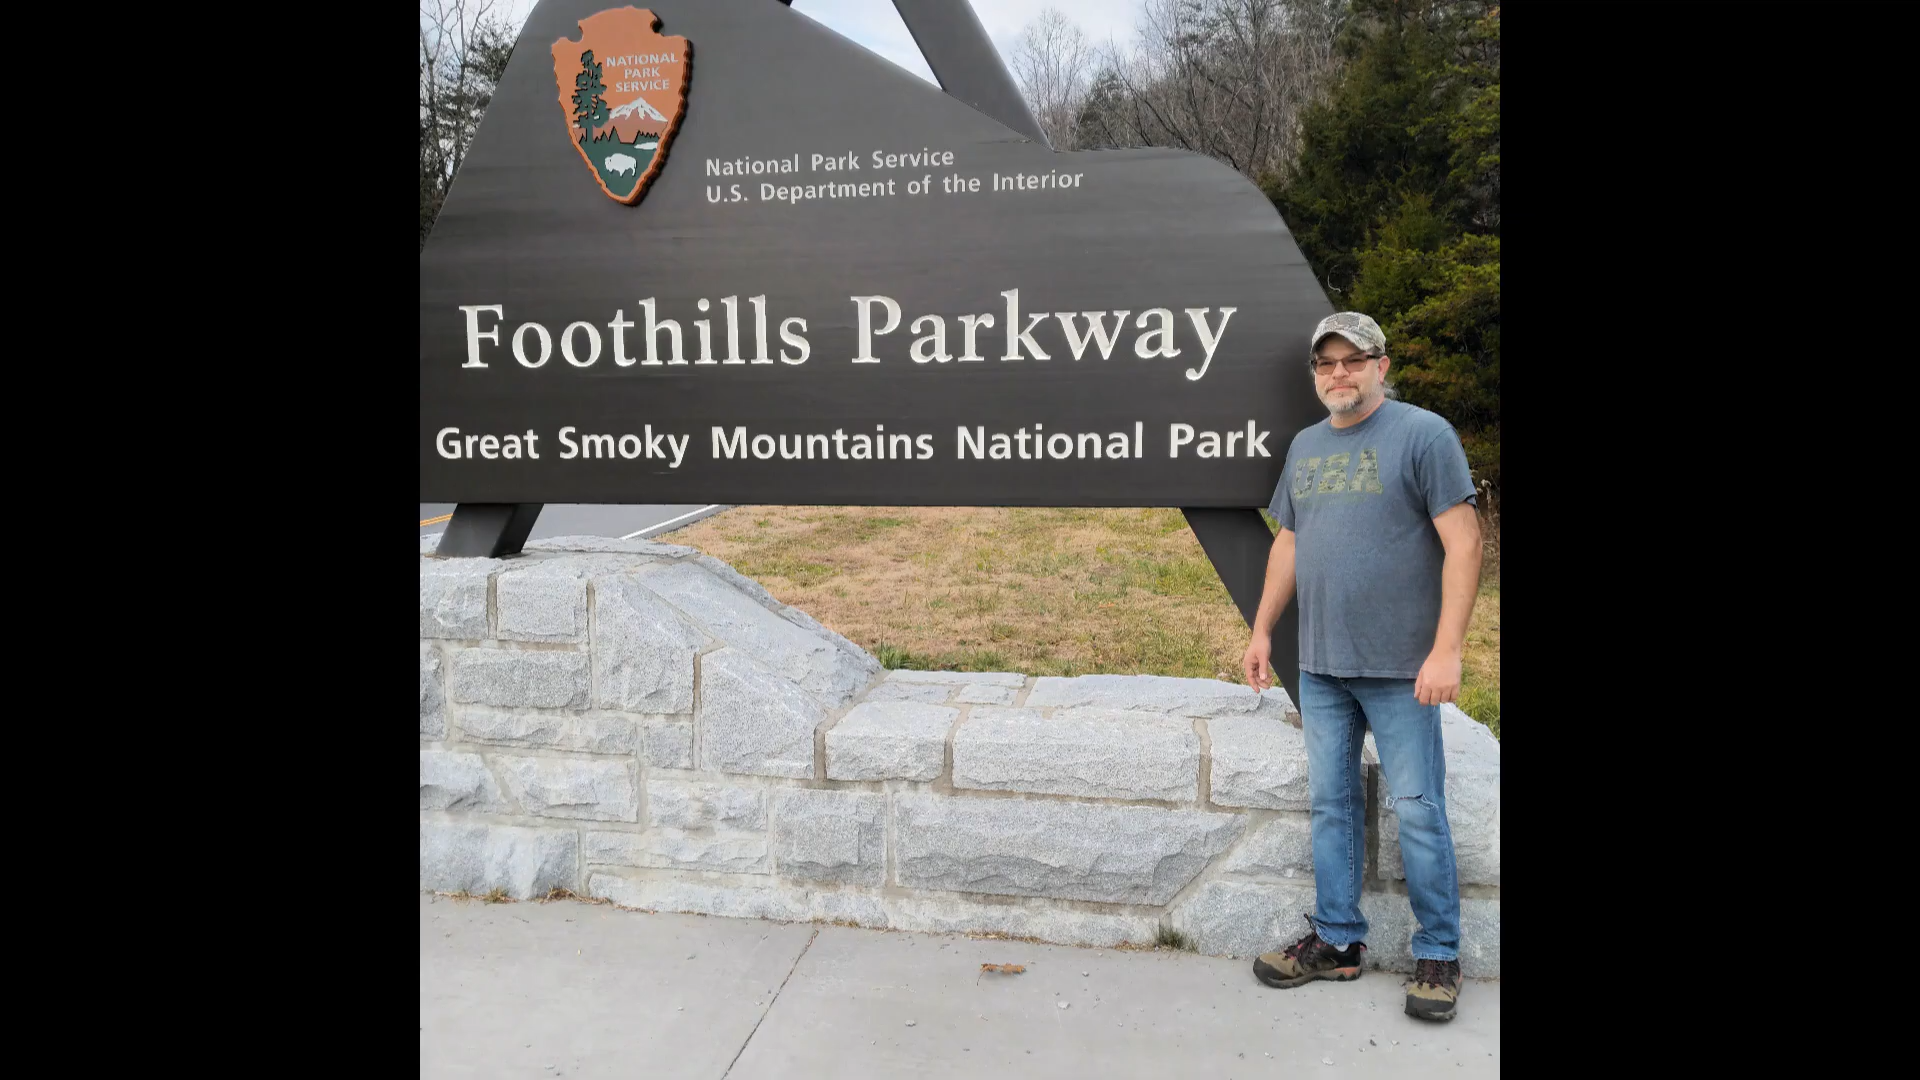 NATIONAL
PARK
SERVICE
National Park Service
U.S. Department of the Interior
Foothills Parkway
Great Smoky Mountains National Park
USA